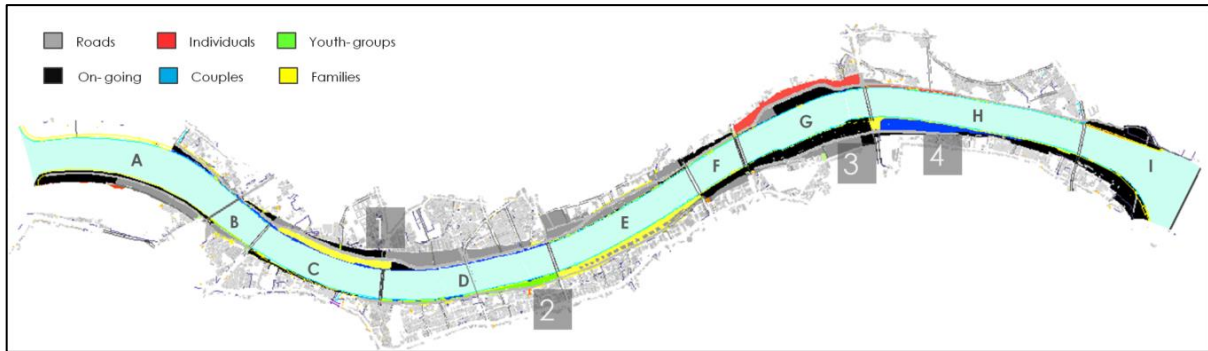 Roads Individuals Youth-groups
On-going Couples Families
A
B
C
1
D
2
E
F
G
3
H
4
I